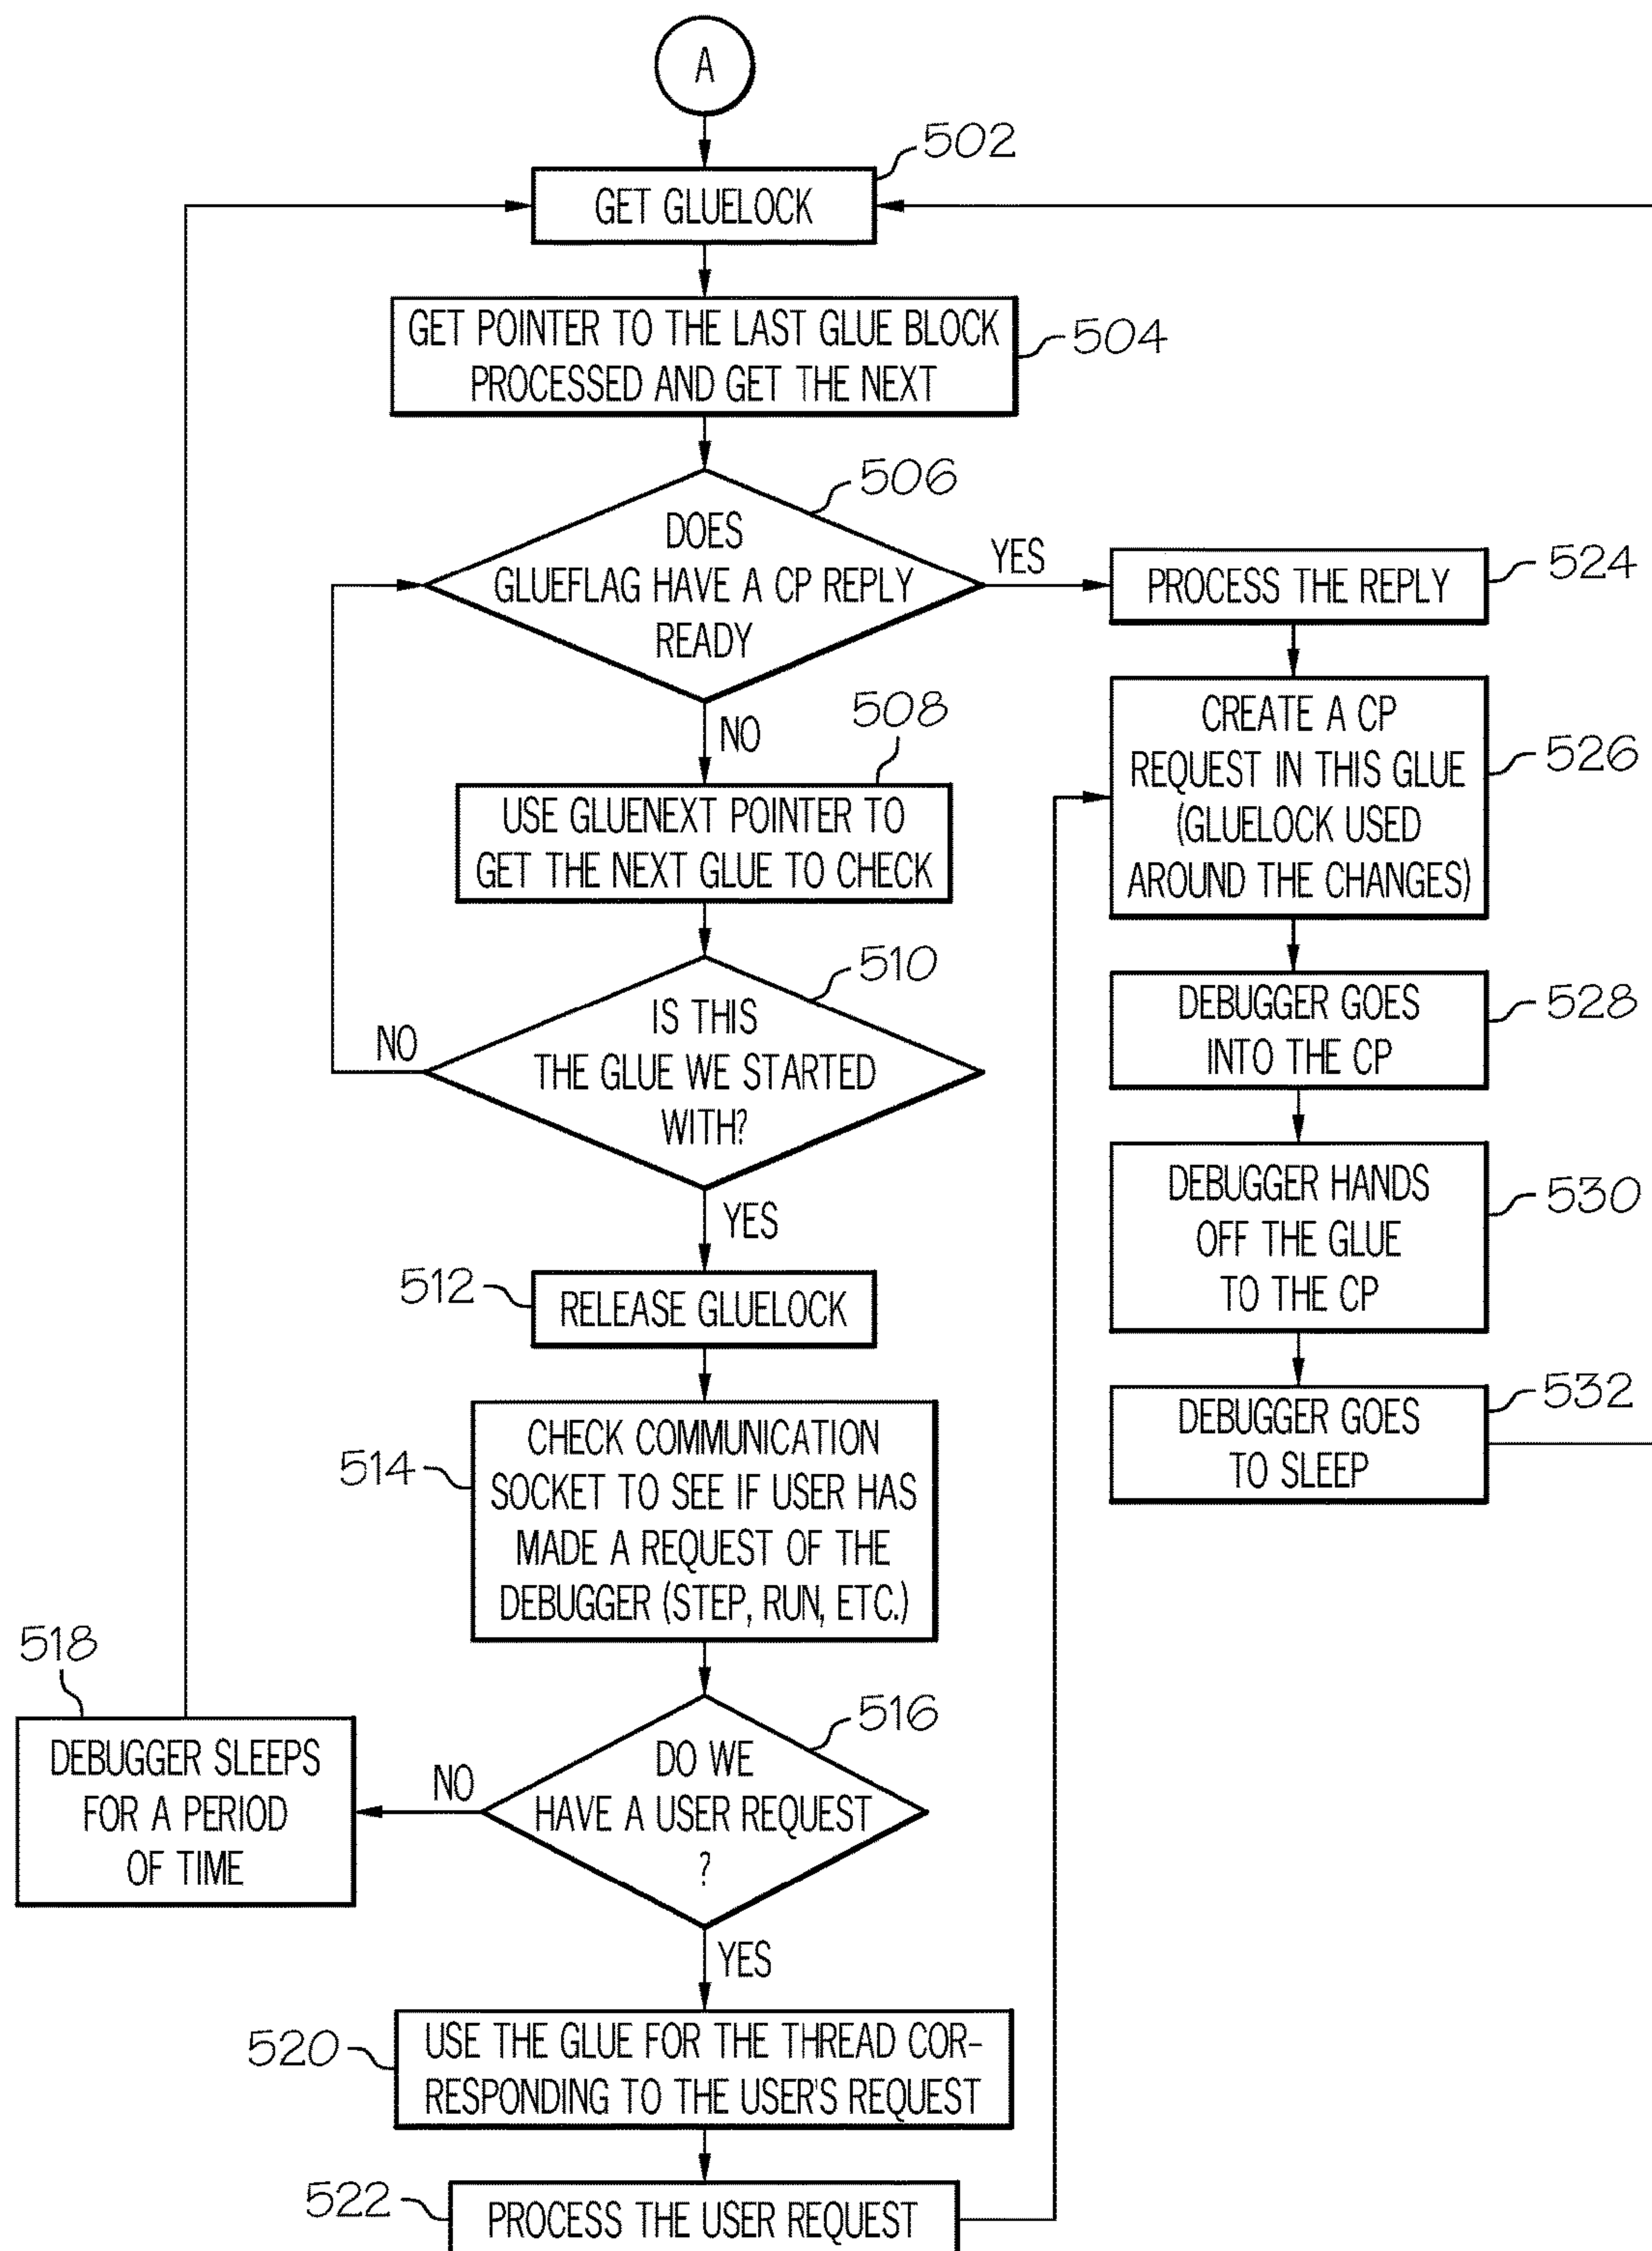 A
502
GET GLUELOCK
GET POINTER TO THE LAST GLUE BLOCK
PROCESSED AND GET THE NEXT
504
506
DOES
GLUEFLAG HAVE A CP REPLY
READY
YES
PROCESS THE REPLY
524
NO
508
USE GLUENEXT POINTER TO
GET THE NEXT GLUE TO CHECK
CREATE A CP
REQUEST IN THIS GLUE
(GLUELOCK USED
AROUND THE CHANGES)
526
510
IS THIS
THE GLUE WE STARTED
WITH?
NO
YES
DEBUGGER GOES
INTO THE CP
528
DEBUGGER HANDS
OFF THE GLUE
TO THE CP
530
512
RELEASE GLUELOCK
DEBUGGER GOES
TO SLEEP
532
514
CHECK COMMUNICATION
SOCKET TO SEE IF USER HAS
MADE A REQUEST OF THE
DEBUGGER (STEP, RUN, ETC.)
516
DO WE
HAVE A USER REQUEST
?
NO
518
DEBUGGER SLEEPS
FOR A PERIOD
OF TIME
YES
520
USE THE GLUE FOR THE THREAD COR-
RESPONDING TO THE USER'S REQUEST
522
PROCESS THE USER REQUEST